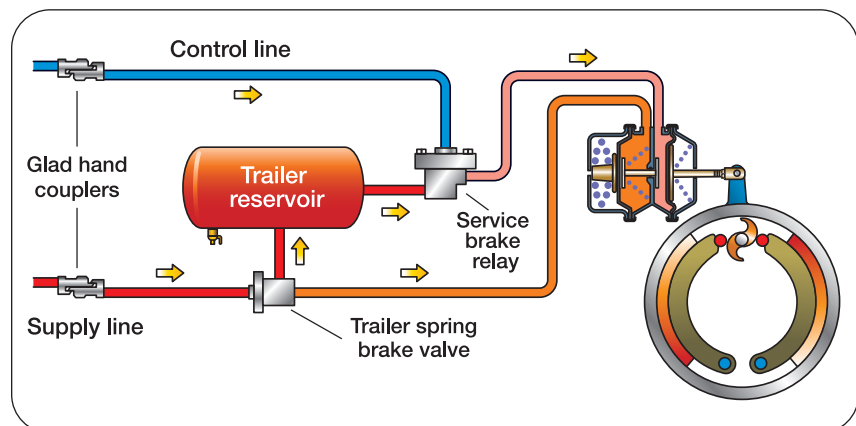 Control line
Glad hand
couplers
Trailer
reservoir
Service
brake
relay
Supply line
Trailer spring
brake valve